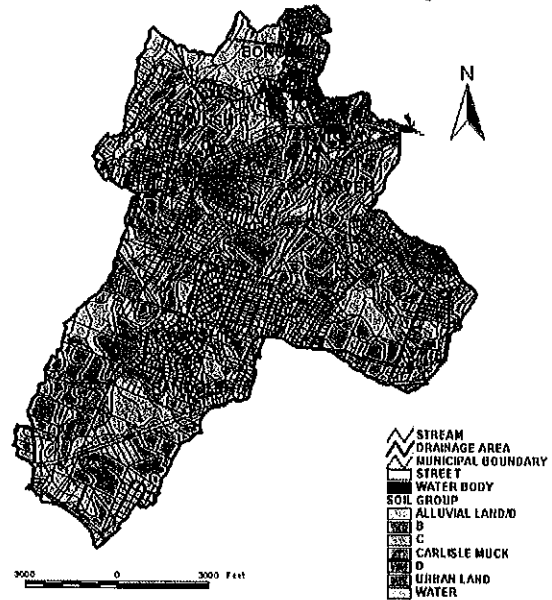 N
STREAM
DRAINAGE AREA
MUNICIPAL BOUNDARY
STREET
WATER BODY
SOIL GROUP
ALLUVIAL LAND/D
B
C
CARLISLE MUCK
D
URBAN LAND
WATER
3000 0 3000 Feet